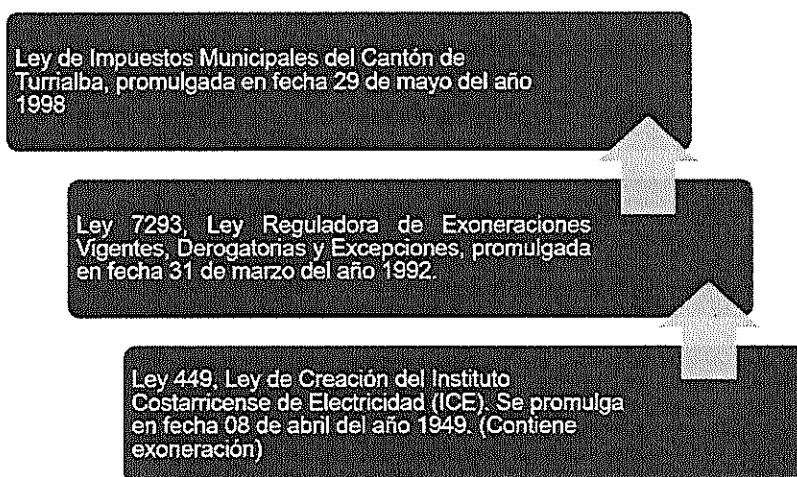 Ley de Impuestos Municipales del Cantón de
Turrialba, promulgada en fecha 29 de mayo del año
1998
Ley 7293, Ley Reguladora de Exoneraciones
Vigentes, Derogatorias y Excepciones, promulgada
en fecha 31 de marzo del año 1992.
Ley 449, Ley de Creación del Instituto
Costarricense de Electricidad (ICE). Se promulga
en fecha 08 de abril del año 1949. (Contiene
exoneración)